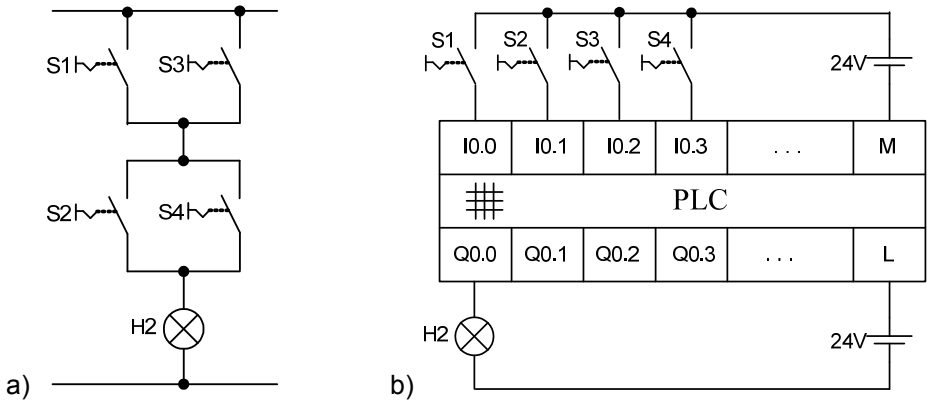 S1
S3
S2
S4
H2
a)
S1 S2 S3 S4
24V
I0.0 I0.1 I0.2 I0.3 . . . M
PLC
Q0.0 Q0.1 Q0.2 Q0.3 . . . L
H2
24V
b)